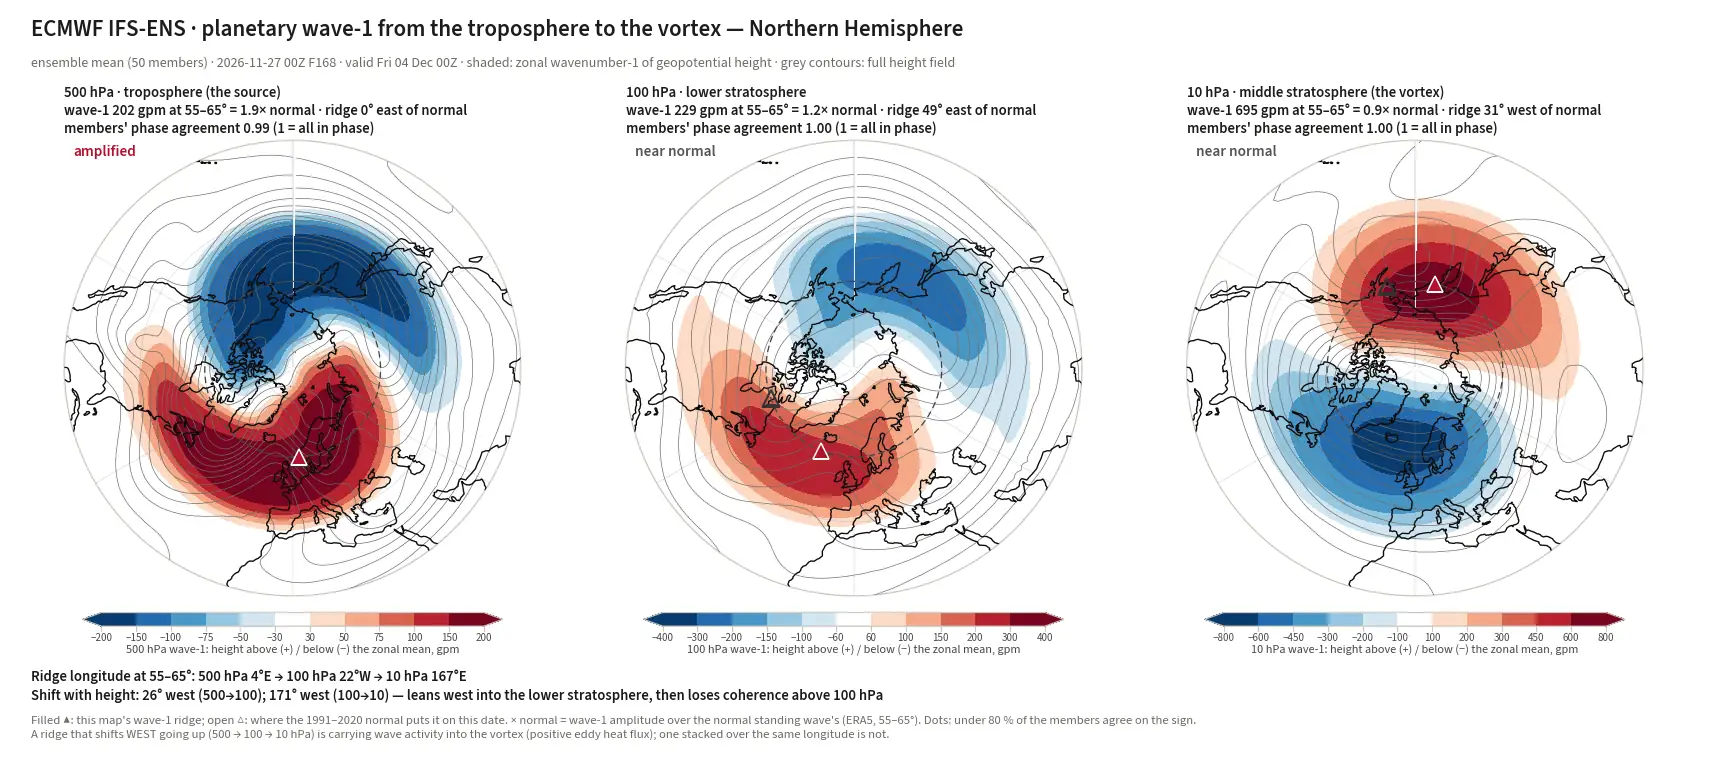 ECMWF IFS-ENS · planetary wave-1 from the troposphere to the vortex — Northern Hemisphere
ensemble mean (50 members) · 2026-11-27 00Z F168 · valid Fri 04 Dec 00Z · shaded: zonal wavenumber-1 of geopotential height · grey contours: full height field
500 hPa · troposphere (the source)
wave-1 202 gpm at 55–65° = 1.9× normal · ridge 0° east of normal
members' phase agreement 0.99 (1 = all in phase)
amplified
100 hPa · lower stratosphere
wave-1 229 gpm at 55–65° = 1.2× normal · ridge 49° east of normal
members' phase agreement 1.00 (1 = all in phase)
near normal
10 hPa · middle stratosphere (the vortex)
wave-1 695 gpm at 55–65° = 0.9× normal · ridge 31° west of normal
members' phase agreement 1.00 (1 = all in phase)
near normal
−200 −150 −100 −75 −50 −30 30 50 75 100 150 200
500 hPa wave-1: height above (+) / below (−) the zonal mean, gpm
−400 −300 −200 −150 −100 −60 60 100 150 200 300 400
100 hPa wave-1: height above (+) / below (−) the zonal mean, gpm
−800 −600 −450 −300 −200 −100 100 200 300 450 600 800
10 hPa wave-1: height above (+) / below (−) the zonal mean, gpm
Ridge longitude at 55–65°: 500 hPa 4°E → 100 hPa 22°W → 10 hPa 167°E
Shift with height: 26° west (500→100); 171° west (100→10) — leans west into the lower stratosphere, then loses coherence above 100 hPa
Filled ▲: this map's wave-1 ridge; open △: where the 1991–2020 normal puts it on this date. × normal = wave-1 amplitude over the normal standing wave's (ERA5, 55–65°). Dots: under 80 % of the members agree on the sign.
A ridge that shifts WEST going up (500 → 100 → 10 hPa) is carrying wave activity into the vortex (positive eddy heat flux); one stacked over the same longitude is not.